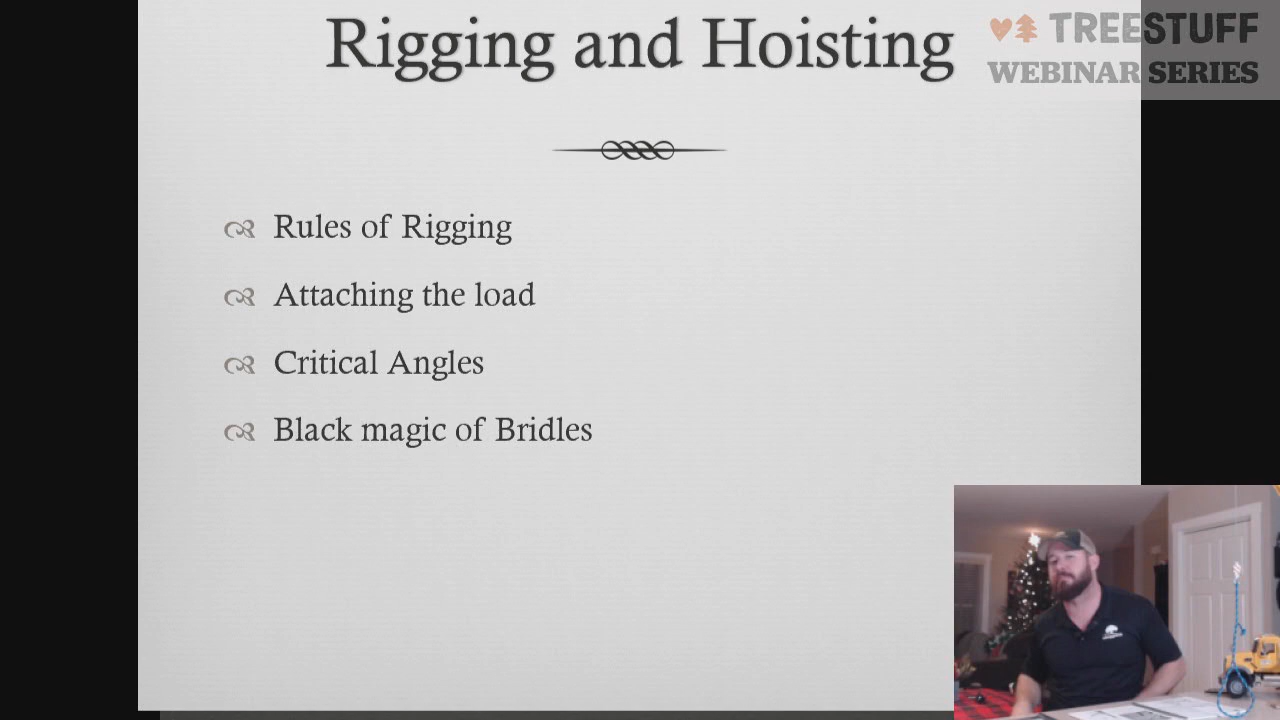 Rigging and Hoisting
TREESTUFF
WEBINAR SERIES
Rules of Rigging
Attaching the load
Critical Angles
Black magic of Bridles